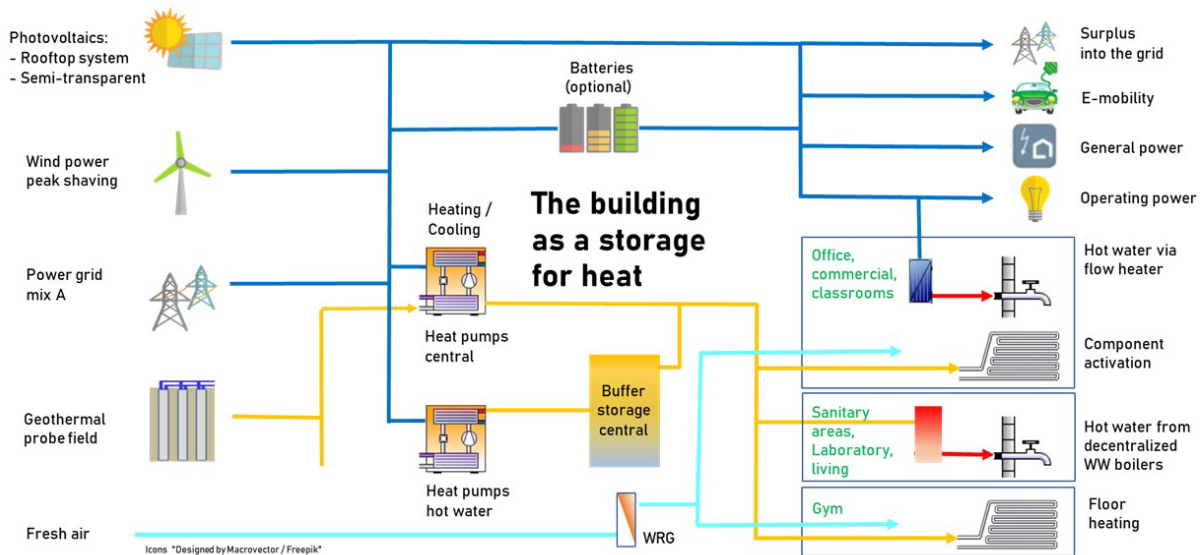 Photovoltaics:
- Rooftop system
- Semi-transparent
Wind power
peak shaving
Power grid
mix A
Geothermal
probe field
Fresh air
Icons "Designed by Macrovector / Freepik"
Batteries
(optional)
Heating /
Cooling
The building
as a storage
for heat
Heat pumps
central
Buffer
storage
central
Heat pumps
hot water
WRG
Surplus
into the grid
E-mobility
General power
Operating power
Office,
commercial,
classrooms
Hot water via
flow heater
Component
activation
Sanitary
areas,
Laboratory,
living
Hot water from
decentralized
WW boilers
Gym
Floor
heating